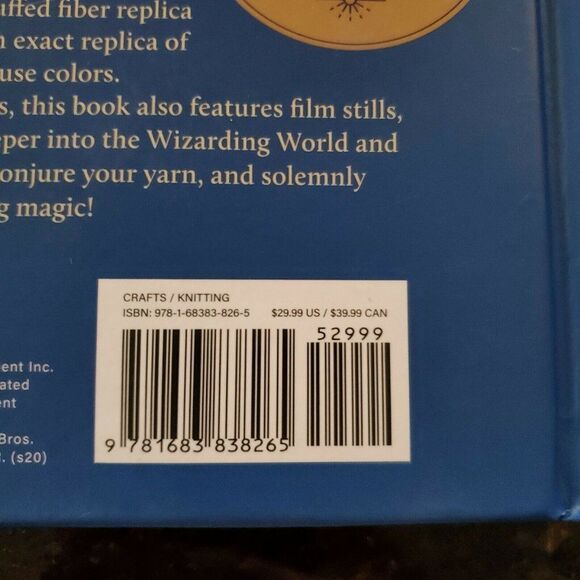 uffed fiber replica
exact replica of
use colors.
s, this book also features film stills,
eper into the Wizarding World and
onjure your yarn, and solemnly
g magic!
CRAFTS / KNITTING
ISBN: 978-1-68383-826-5 $29.99 US / $39.99 CAN
52999
9 781683 838265
ent Inc.
ated
ent
Bros.
. (s20)